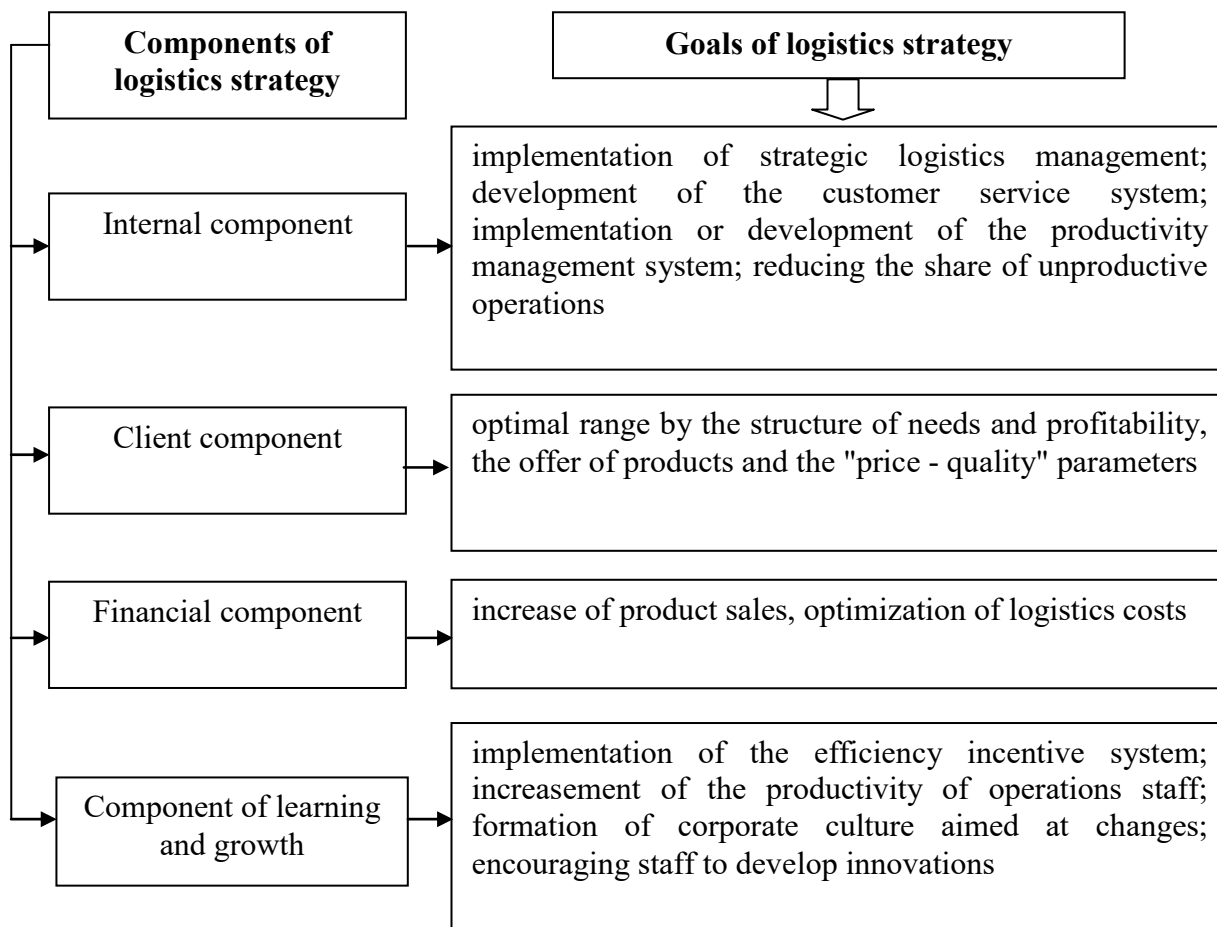 Components of
logistics strategy
Goals of logistics strategy
Internal component
implementation of strategic logistics management;
development of the customer service system;
implementation or development of the productivity
management system; reducing the share of unproductive
operations
Client component
optimal range by the structure of needs and profitability,
the offer of products and the "price - quality" parameters
Financial component
increase of product sales, optimization of logistics costs
Component of learning
and growth
implementation of the efficiency incentive system;
increasement of the productivity of operations staff;
formation of corporate culture aimed at changes;
encouraging staff to develop innovations